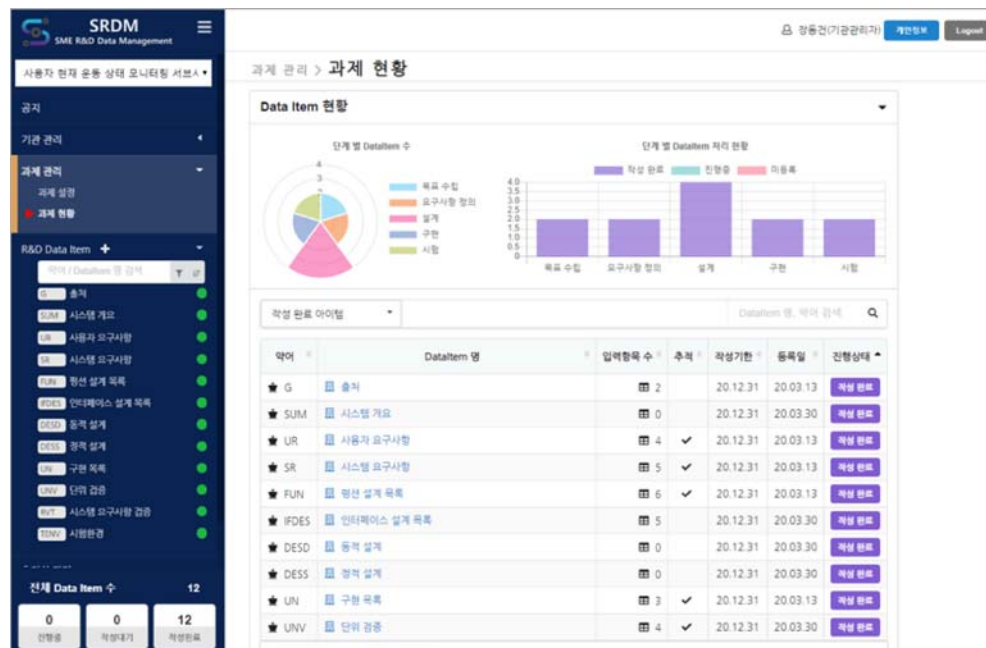 SRDM
SME R&D Data Management
사용자 현재 운동 상태 모니터링 서브시
공지
기관 관리
과제 관리
과제 설정
과제 현황
R&D Data Item
약어 / DataItem 명 검색
G 출처
SUM 시스템 개요
UR 사용자 요구사항
SR 시스템 요구사항
FUN 펑션 설계 목록
IFDES 인터페이스 설계 목록
DESD 동적 설계
DESS 정적 설계
UN 구현 목록
UNV 단위 검증
RVT 시스템 요구사항 검증
TENV 시험환경
전체 Data Item 수 12
0 0 12
진행중 작성대기 작성완료
장동건(기관관리자) 개인정보 Logout
과제 관리 > 과제 현황
Data Item 현황
단계 별 DataItem 수
4
3
목표 수립
요구사항 정의
설계
구현
시험
단계 별 DataItem 처리 현황
작성 완료 진행중 미등록
4.0
3.5
3.0
2.5
2.0
1.5
1.0
0.5
0
목표 수립 요구사항 정의 설계 구현 시험
작성 완료 아이템 DataItem 명, 약어 검색
약어 DataItem 명 입력항목 수 추적 작성기한 등록일 진행상태
G 출처 2 20.12.31 20.03.13 작성 완료
SUM 시스템 개요 0 20.12.31 20.03.30 작성 완료
UR 사용자 요구사항 4 ✔ 20.12.31 20.03.13 작성 완료
SR 시스템 요구사항 5 ✔ 20.12.31 20.03.13 작성 완료
FUN 펑션 설계 목록 6 ✔ 20.12.31 20.03.13 작성 완료
IFDES 인터페이스 설계 목록 5 20.12.31 20.03.30 작성 완료
DESD 동적 설계 0 20.12.31 20.03.30 작성 완료
DESS 정적 설계 0 20.12.31 20.03.30 작성 완료
UN 구현 목록 3 ✔ 20.12.31 20.03.13 작성 완료
UNV 단위 검증 4 ✔ 20.12.31 20.03.30 작성 완료